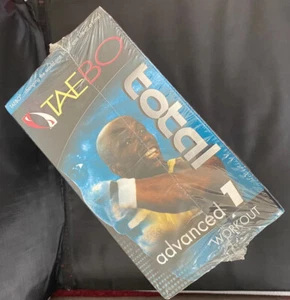 TAEBO
total
advanced 1
WORKOUT